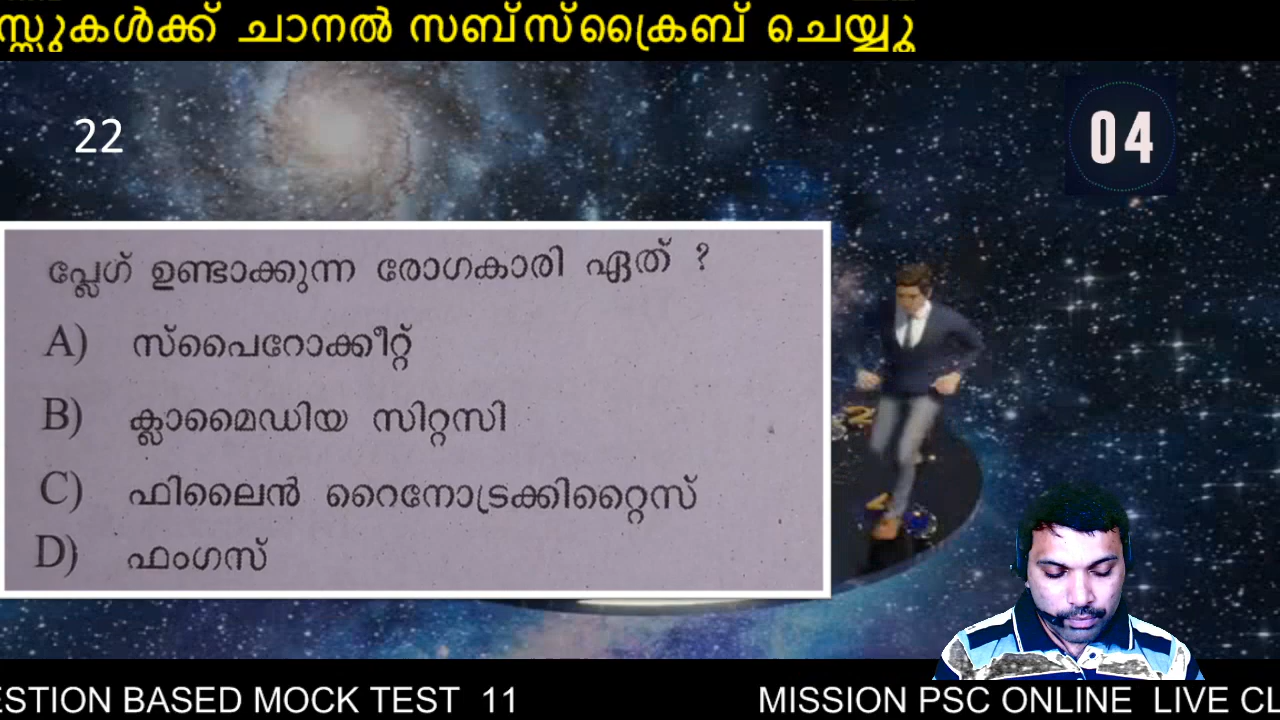 സ്സുകൾക്ക് ചാനൽ സബ്സ്ക്രൈബ് ചെയ്യൂ
22
04
പ്ലേഗ് ഉണ്ടാക്കുന്ന രോഗകാരി ഏത് ?
A) സ്പൈറോക്കീറ്റ്
B) ക്ലാമൈഡിയ സിറ്റസി
C) ഫിലൈൻ റൈനോട്രക്കിറ്റൈസ്
D) ഫംഗസ്
ESTION BASED MOCK TEST 11
MISSION PSC ONLINE LIVE CL